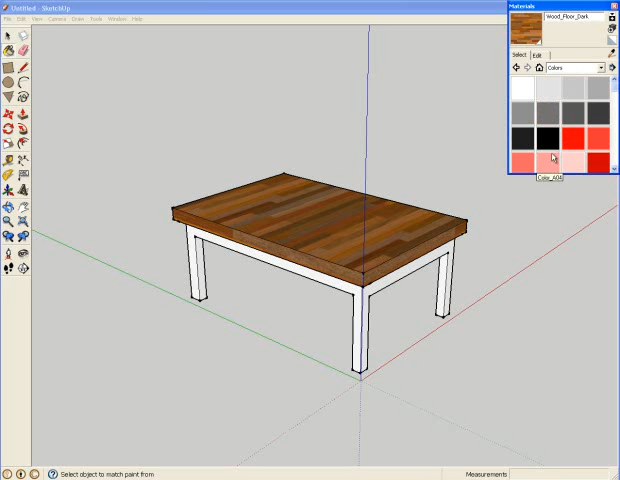 Untitled - SketchUp
File Edit View Camera Draw Tools Window Help
Materials
Wood_Floor_Dark
Select Edit
Colors
Color_A04
Select object to match paint from
Measurements